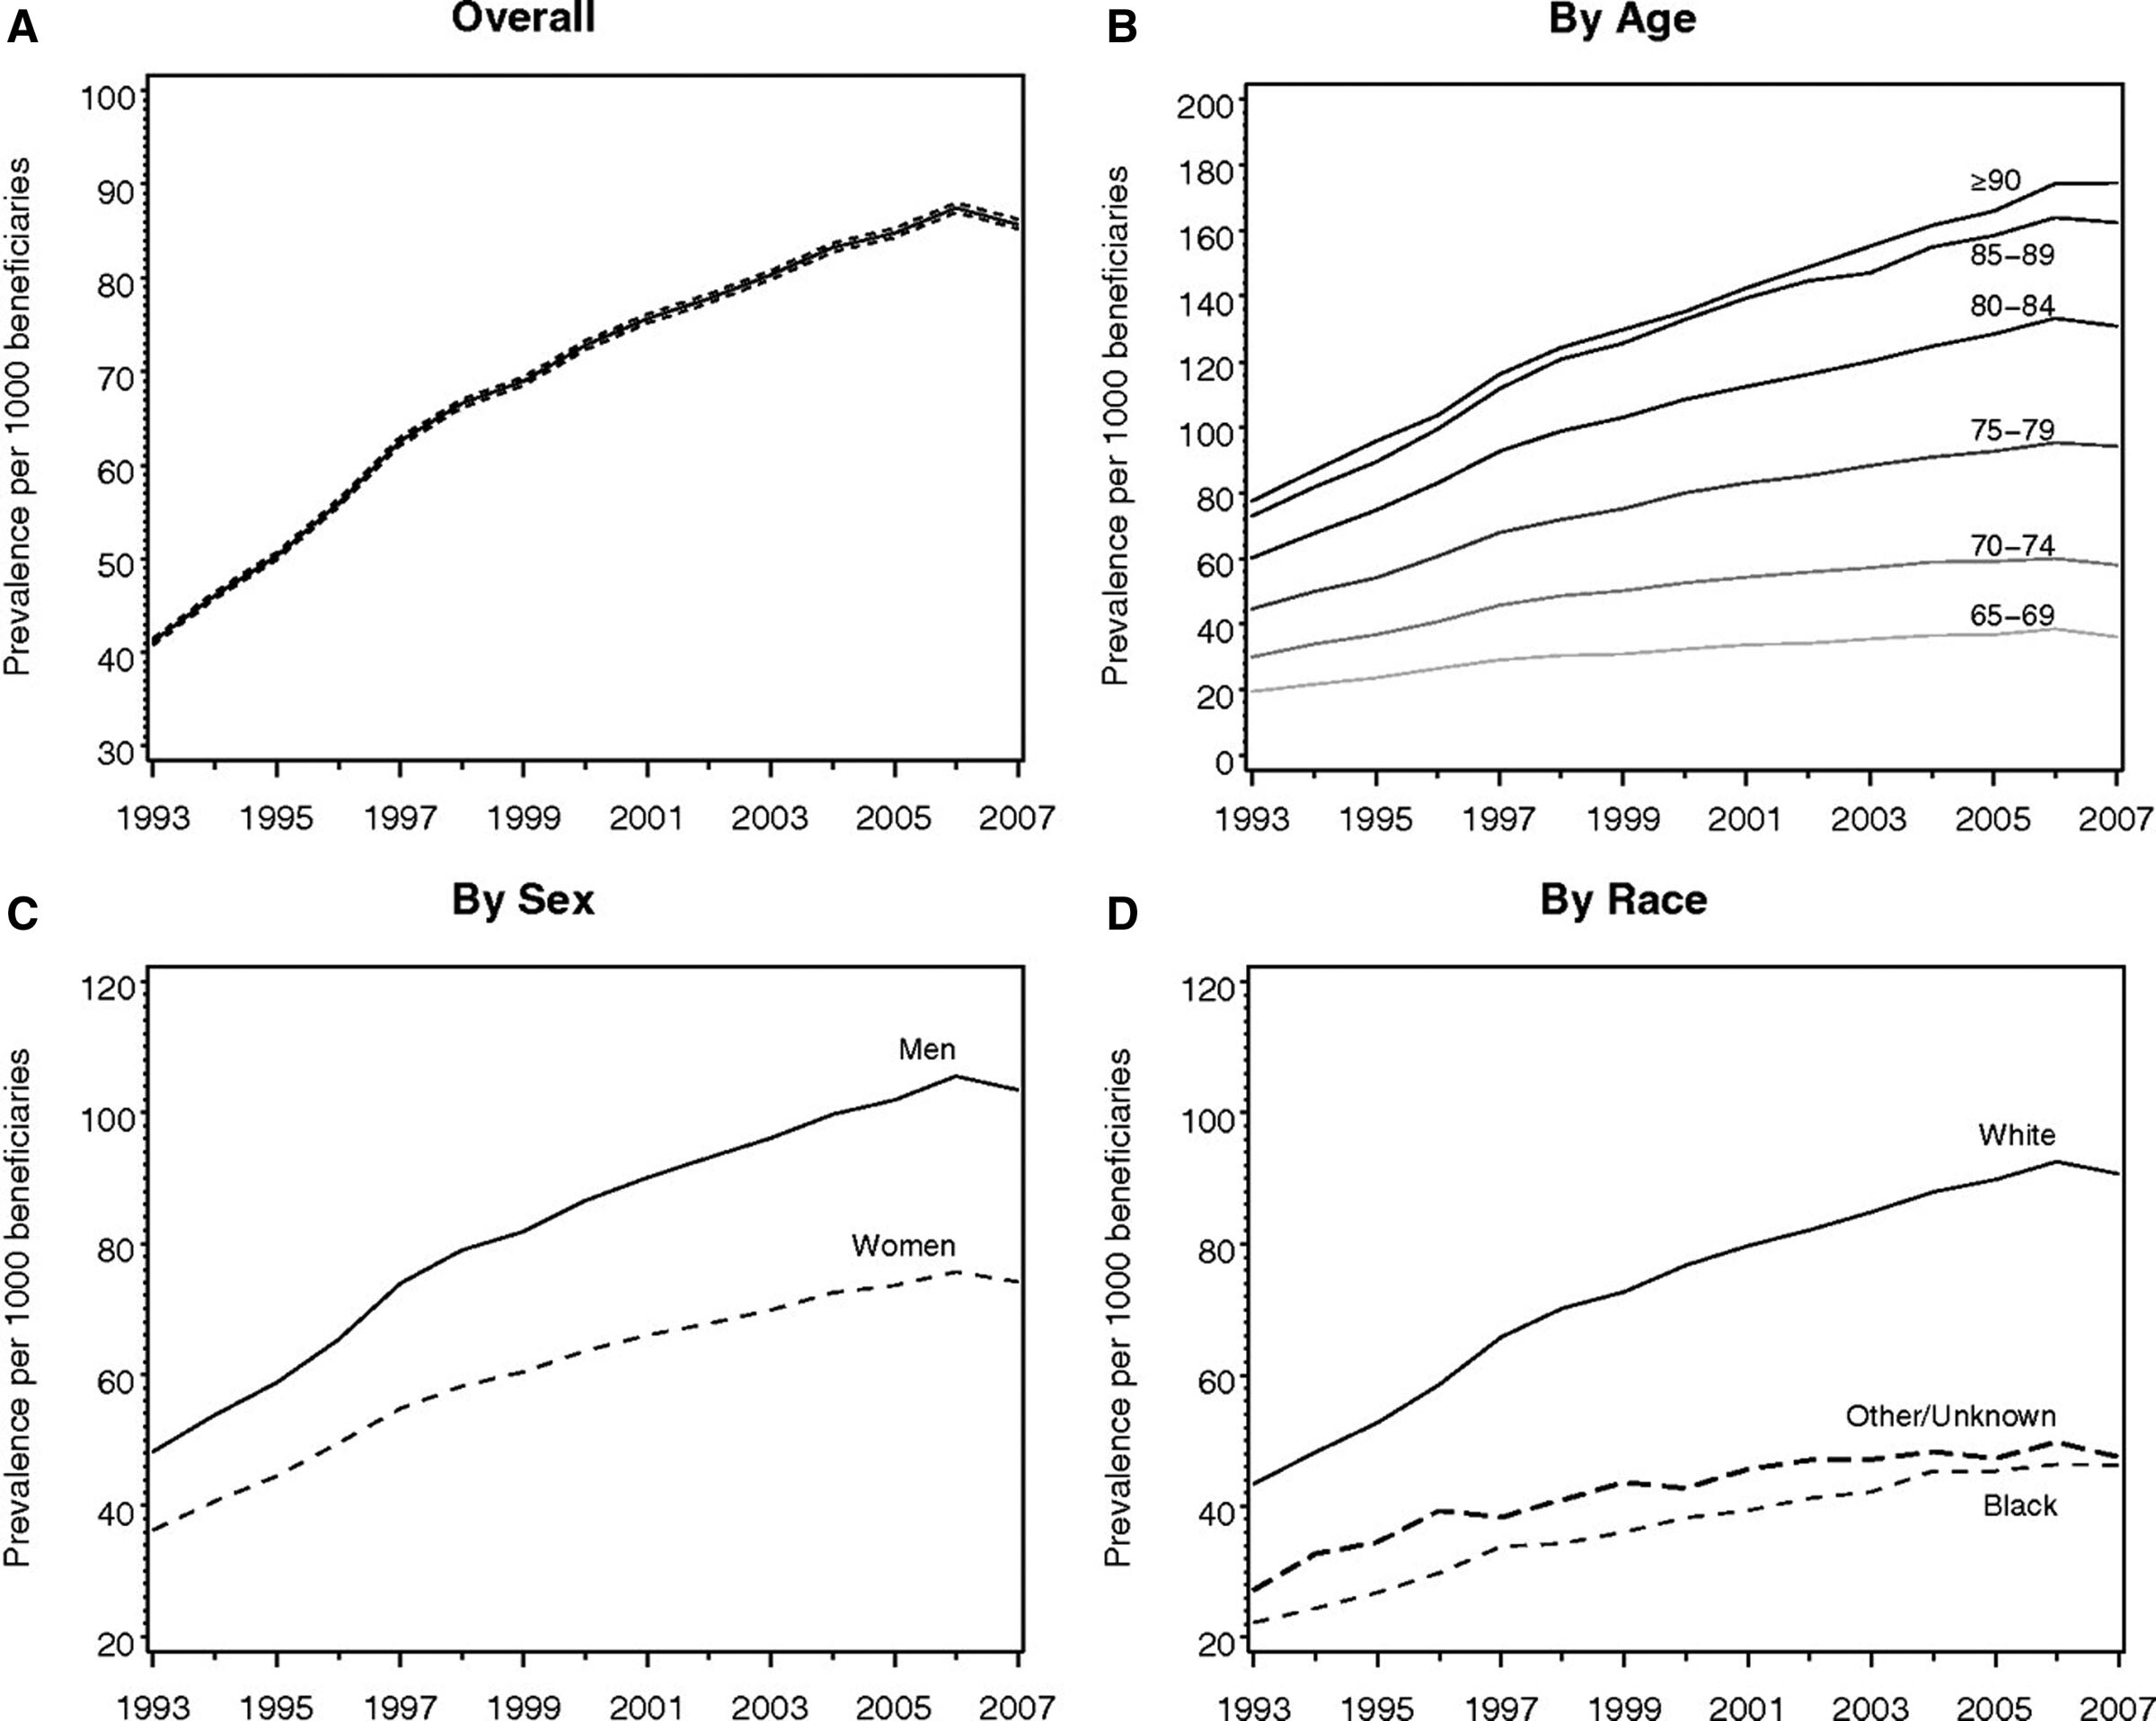 A
Overall
Prevalence per 1000 beneficiaries
100
90
80
70
60
50
40
30
1993 1995 1997 1999 2001 2003 2005 2007
B
By Age
Prevalence per 1000 beneficiaries
200
180
160
140
120
100
80
60
40
20
0
≥90
85–89
80–84
75–79
70–74
65–69
1993 1995 1997 1999 2001 2003 2005 2007
C
By Sex
Prevalence per 1000 beneficiaries
120
100
80
60
40
20
Men
Women
1993 1995 1997 1999 2001 2003 2005 2007
D
By Race
Prevalence per 1000 beneficiaries
120
100
80
60
40
20
White
Other/Unknown
Black
1993 1995 1997 1999 2001 2003 2005 2007